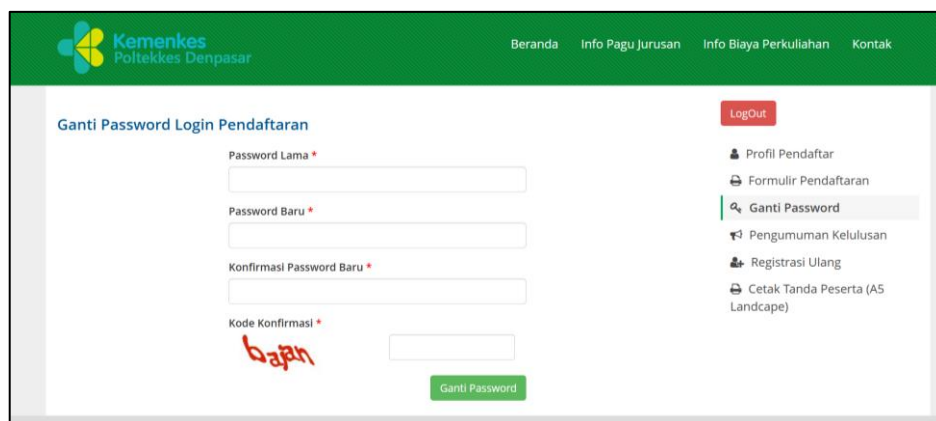 Kemenkes
Poltekkes Denpasar
Beranda Info Pagu Jurusan Info Biaya Perkuliahan Kontak
Ganti Password Login Pendaftaran
Password Lama *
Password Baru *
Konfirmasi Password Baru *
Kode Konfirmasi *
bajan
Ganti Password
LogOut
Profil Pendaftar
Formulir Pendaftaran
Ganti Password
Pengumuman Kelulusan
Registrasi Ulang
Cetak Tanda Peserta (A5
Landcape)